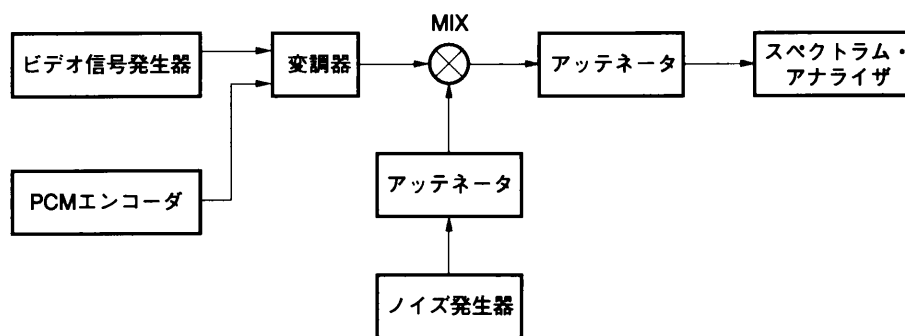 MIX
ビデオ信号発生器
変調器
アッテネータ
スペクトラム・
アナライザ
PCMエンコーダ
アッテネータ
ノイズ発生器